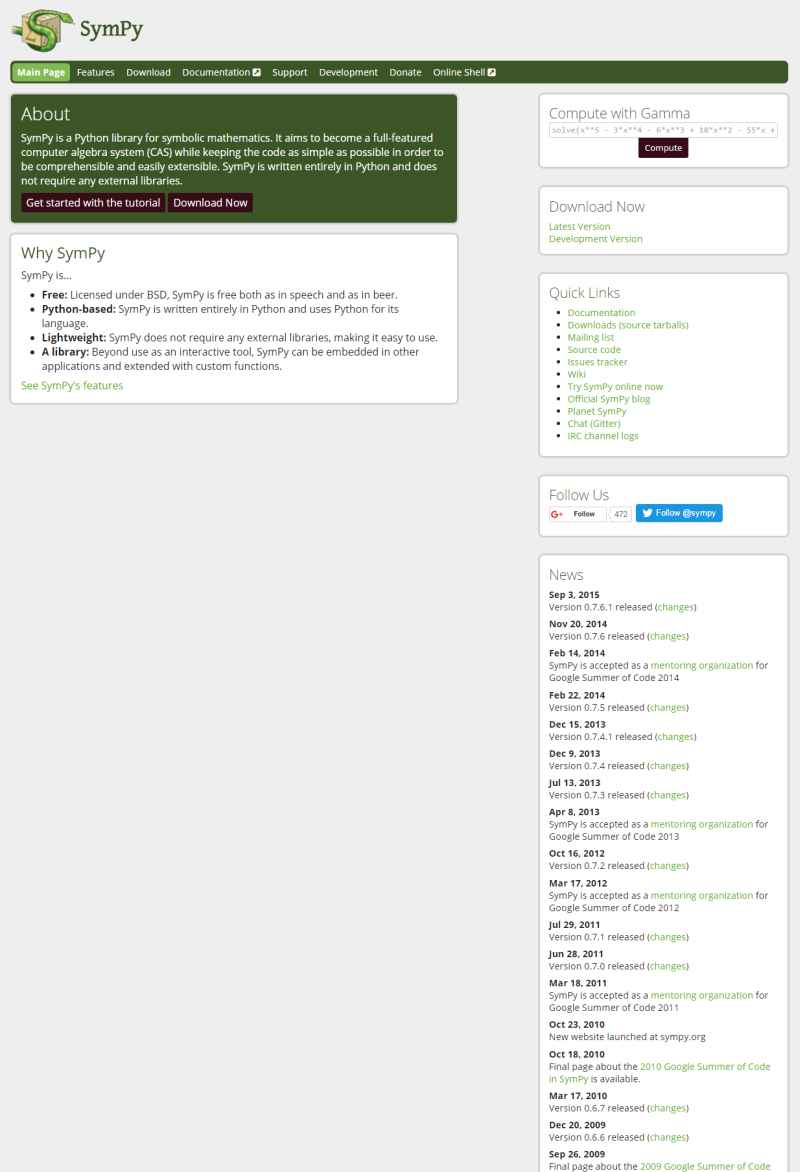 SymPy
Main Page Features Download Documentation Support Development Donate Online Shell
About
SymPy is a Python library for symbolic mathematics. It aims to become a full-featured
computer algebra system (CAS) while keeping the code as simple as possible in order to
be comprehensible and easily extensible. SymPy is written entirely in Python and does
not require any external libraries.
Get started with the tutorial Download Now
Why SymPy
SymPy is...
Free: Licensed under BSD, SymPy is free both as in speech and as in beer.
Python-based: SymPy is written entirely in Python and uses Python for its
language.
Lightweight: SymPy does not require any external libraries, making it easy to use.
A library: Beyond use as an interactive tool, SymPy can be embedded in other
applications and extended with custom functions.
See SymPy's features
Compute with Gamma
solve(x**5 - 3*x**4 - 6*x**3 + 18*x**2 - 55*x +
Compute
Download Now
Latest Version
Development Version
Quick Links
Documentation
Downloads (source tarballs)
Mailing list
Source code
Issues tracker
Wiki
Try SymPy online now
Official SymPy blog
Planet SymPy
Chat (Gitter)
IRC channel logs
Follow Us
G+ Follow 472 Follow @sympy
News
Sep 3, 2015
Version 0.7.6.1 released (changes)
Nov 20, 2014
Version 0.7.6 released (changes)
Feb 14, 2014
SymPy is accepted as a mentoring organization for
Google Summer of Code 2014
Feb 22, 2014
Version 0.7.5 released (changes)
Dec 15, 2013
Version 0.7.4.1 released (changes)
Dec 9, 2013
Version 0.7.4 released (changes)
Jul 13, 2013
Version 0.7.3 released (changes)
Apr 8, 2013
SymPy is accepted as a mentoring organization for
Google Summer of Code 2013
Oct 16, 2012
Version 0.7.2 released (changes)
Mar 17, 2012
SymPy is accepted as a mentoring organization for
Google Summer of Code 2012
Jul 29, 2011
Version 0.7.1 released (changes)
Jun 28, 2011
Version 0.7.0 released (changes)
Mar 18, 2011
SymPy is accepted as a mentoring organization for
Google Summer of Code 2011
Oct 23, 2010
New website launched at sympy.org
Oct 18, 2010
Final page about the 2010 Google Summer of Code
in SymPy is available.
Mar 17, 2010
Version 0.6.7 released (changes)
Dec 20, 2009
Version 0.6.6 released (changes)
Sep 26, 2009
Final page about the 2009 Google Summer of Code